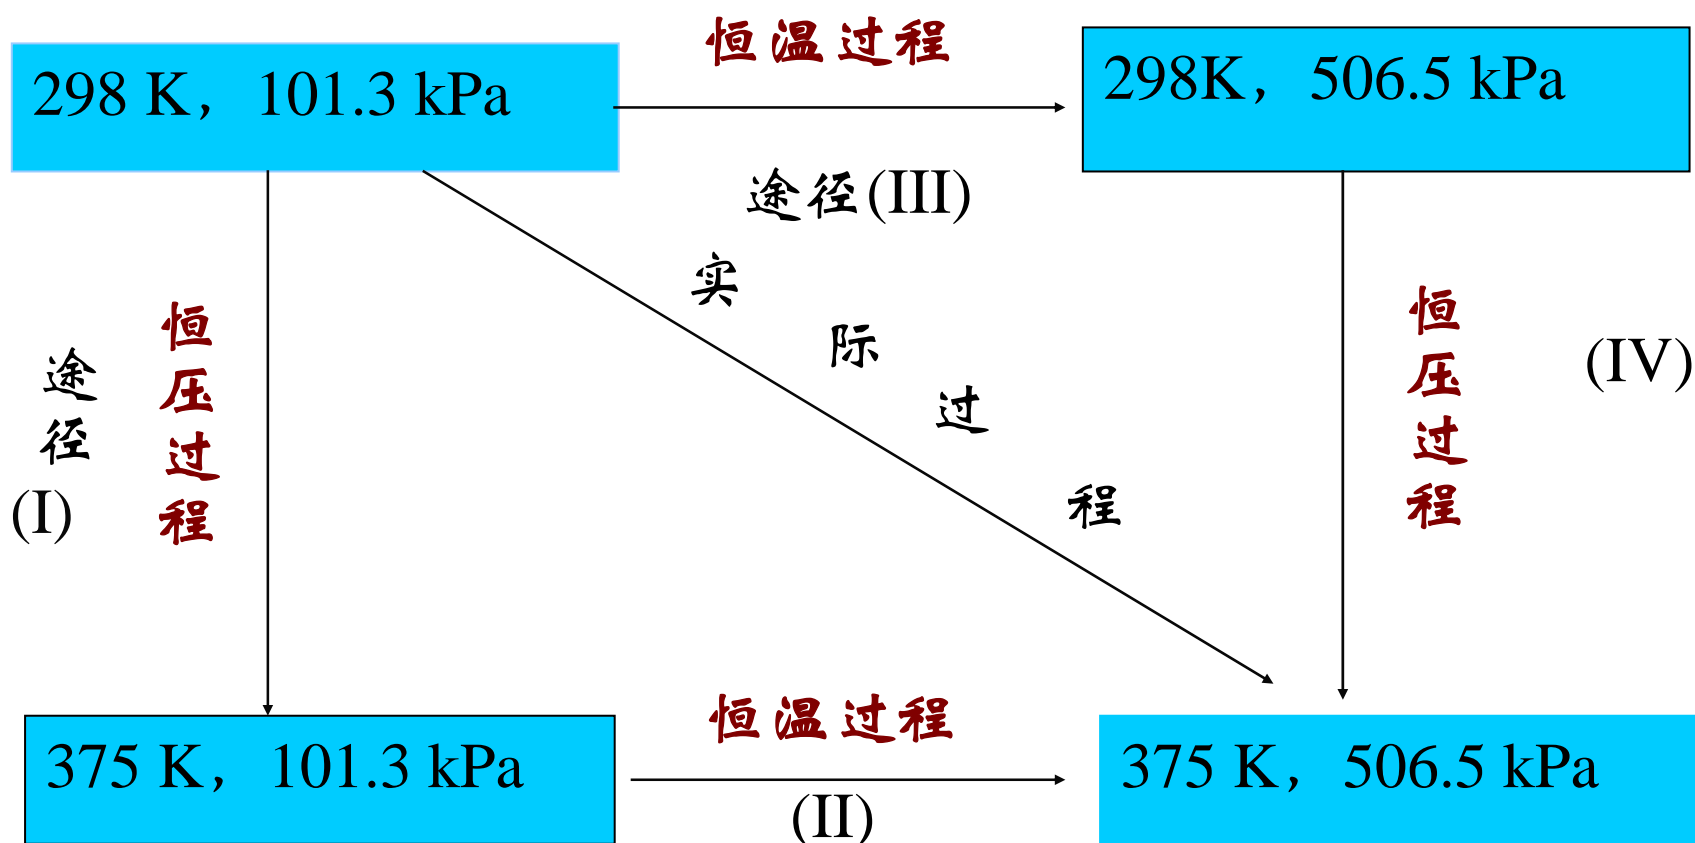 恒温过程
298 K，101.3 kPa
298K，506.5 kPa
途径(III)
实际过程
途径
(I)
恒压过程
恒压过程
(IV)
恒温过程
375 K，101.3 kPa
375 K，506.5 kPa
(II)